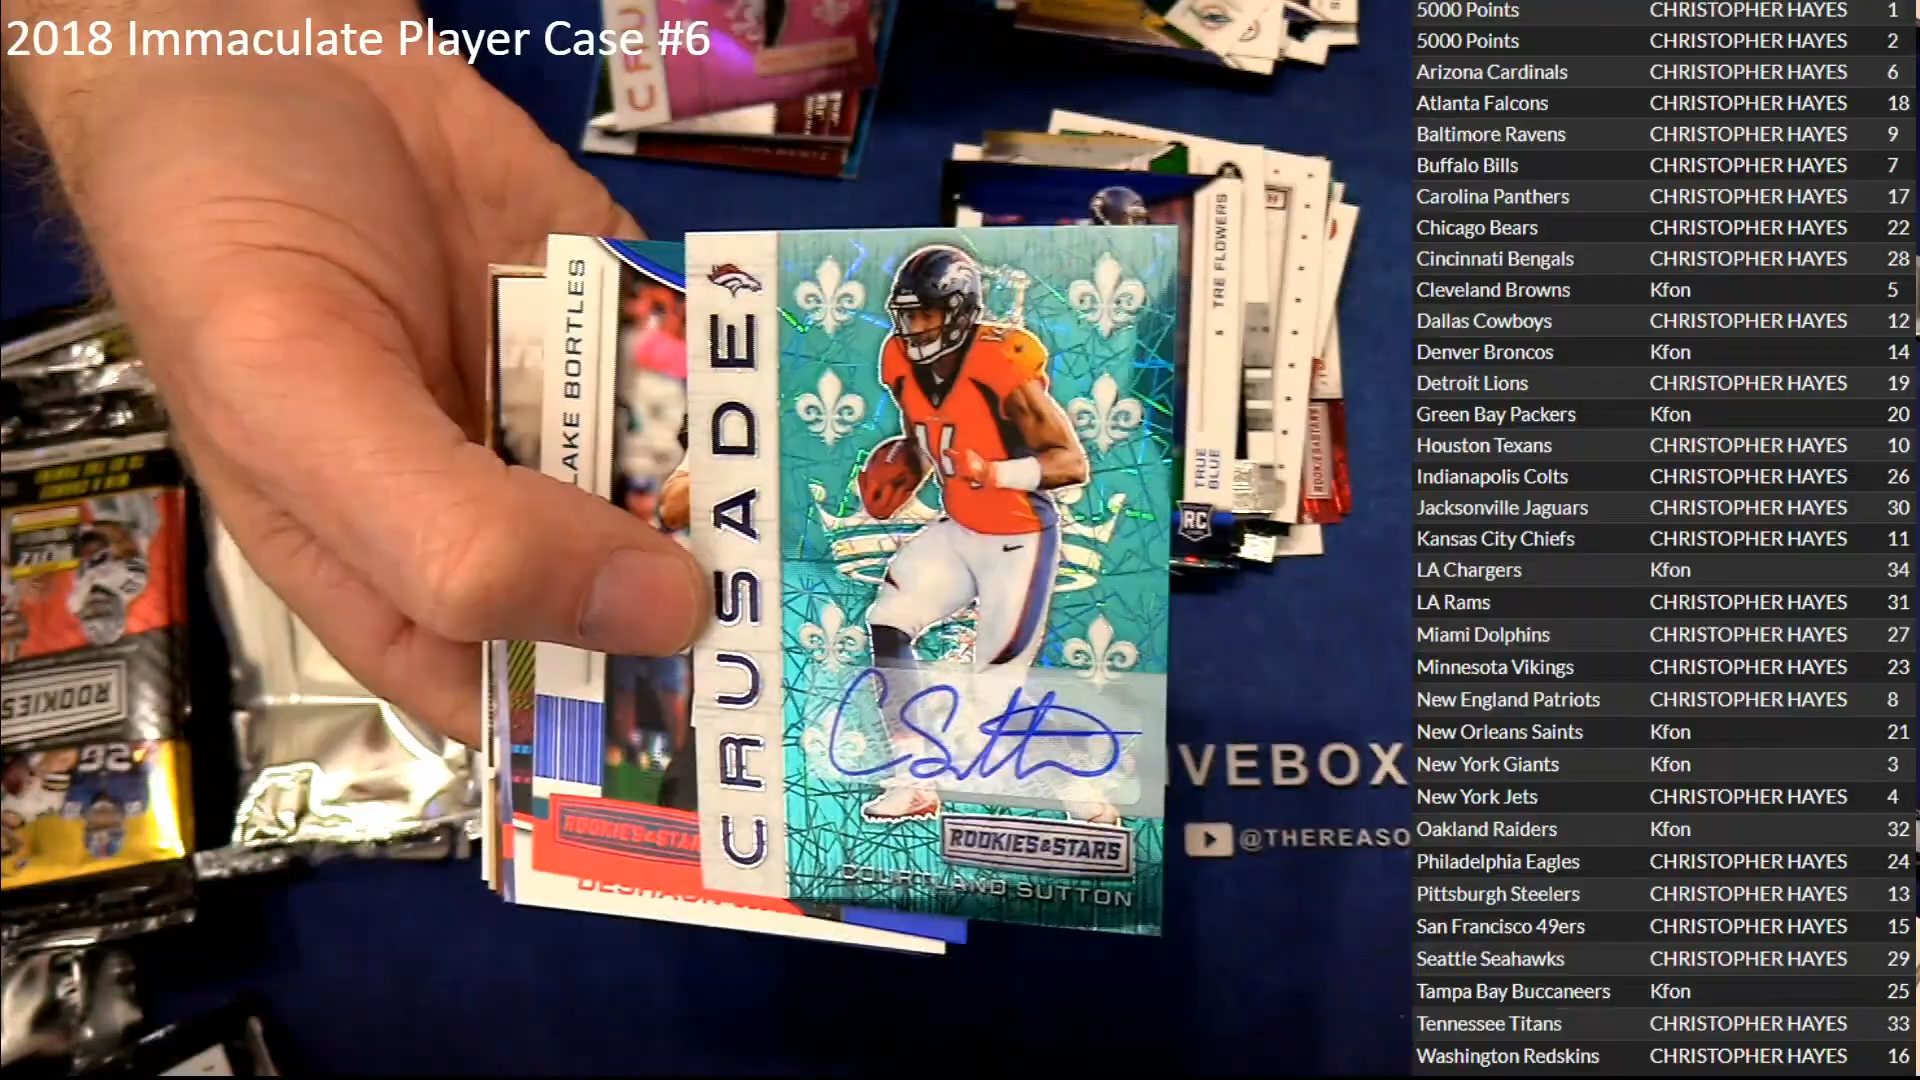 2018 Immaculate Player Case #6
5000 Points CHRISTOPHER HAYES 1
5000 Points CHRISTOPHER HAYES 2
Arizona Cardinals CHRISTOPHER HAYES 6
Atlanta Falcons CHRISTOPHER HAYES 18
Baltimore Ravens CHRISTOPHER HAYES 9
Buffalo Bills CHRISTOPHER HAYES 7
Carolina Panthers CHRISTOPHER HAYES 17
Chicago Bears CHRISTOPHER HAYES 22
Cincinnati Bengals CHRISTOPHER HAYES 28
Cleveland Browns Kfon 5
Dallas Cowboys CHRISTOPHER HAYES 12
Denver Broncos Kfon 14
Detroit Lions CHRISTOPHER HAYES 19
Green Bay Packers Kfon 20
Houston Texans CHRISTOPHER HAYES 10
Indianapolis Colts CHRISTOPHER HAYES 26
Jacksonville Jaguars CHRISTOPHER HAYES 30
Kansas City Chiefs CHRISTOPHER HAYES 11
LA Chargers Kfon 34
LA Rams CHRISTOPHER HAYES 31
Miami Dolphins CHRISTOPHER HAYES 27
Minnesota Vikings CHRISTOPHER HAYES 23
New England Patriots CHRISTOPHER HAYES 8
New Orleans Saints Kfon 21
New York Giants Kfon 3
New York Jets CHRISTOPHER HAYES 4
Oakland Raiders Kfon 32
Philadelphia Eagles CHRISTOPHER HAYES 24
Pittsburgh Steelers CHRISTOPHER HAYES 13
San Francisco 49ers CHRISTOPHER HAYES 15
Seattle Seahawks CHRISTOPHER HAYES 29
Tampa Bay Buccaneers Kfon 25
Tennessee Titans CHRISTOPHER HAYES 33
Washington Redskins CHRISTOPHER HAYES 16
CRUSADE
C Sutton
ROOKIES & STARS
COURTLAND SUTTON
LAKE BORTLES
ROOKIES & STAR
TRE FLOWERS
TRUE BLUE
RC
ROOKIES & STARS
VEBOX
@THEREASO
ROOKIES